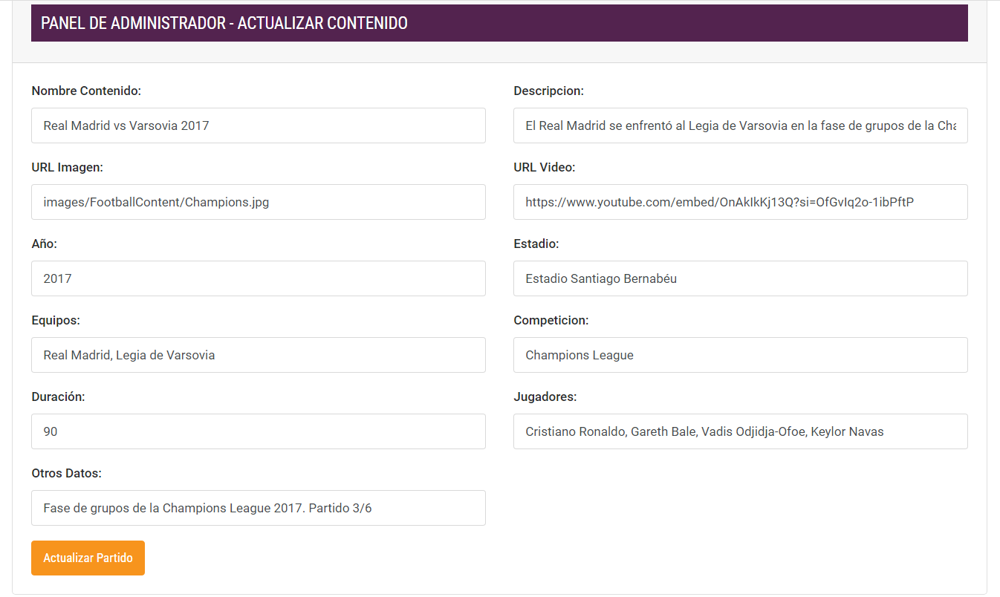 PANEL DE ADMINISTRADOR - ACTUALIZAR CONTENIDO
Nombre Contenido:
Real Madrid vs Varsovia 2017
Descripcion:
El Real Madrid se enfrentó al Legia de Varsovia en la fase de grupos de la Cha
URL Imagen:
images/FootballContent/Champions.jpg
URL Video:
https://www.youtube.com/embed/OnAkIkKj13Q?si=OfGvIq2o-1ibPftP
Año:
2017
Estadio:
Estadio Santiago Bernabéu
Equipos:
Real Madrid, Legia de Varsovia
Competicion:
Champions League
Duración:
90
Jugadores:
Cristiano Ronaldo, Gareth Bale, Vadis Odjidja-Ofoe, Keylor Navas
Otros Datos:
Fase de grupos de la Champions League 2017. Partido 3/6
Actualizar Partido